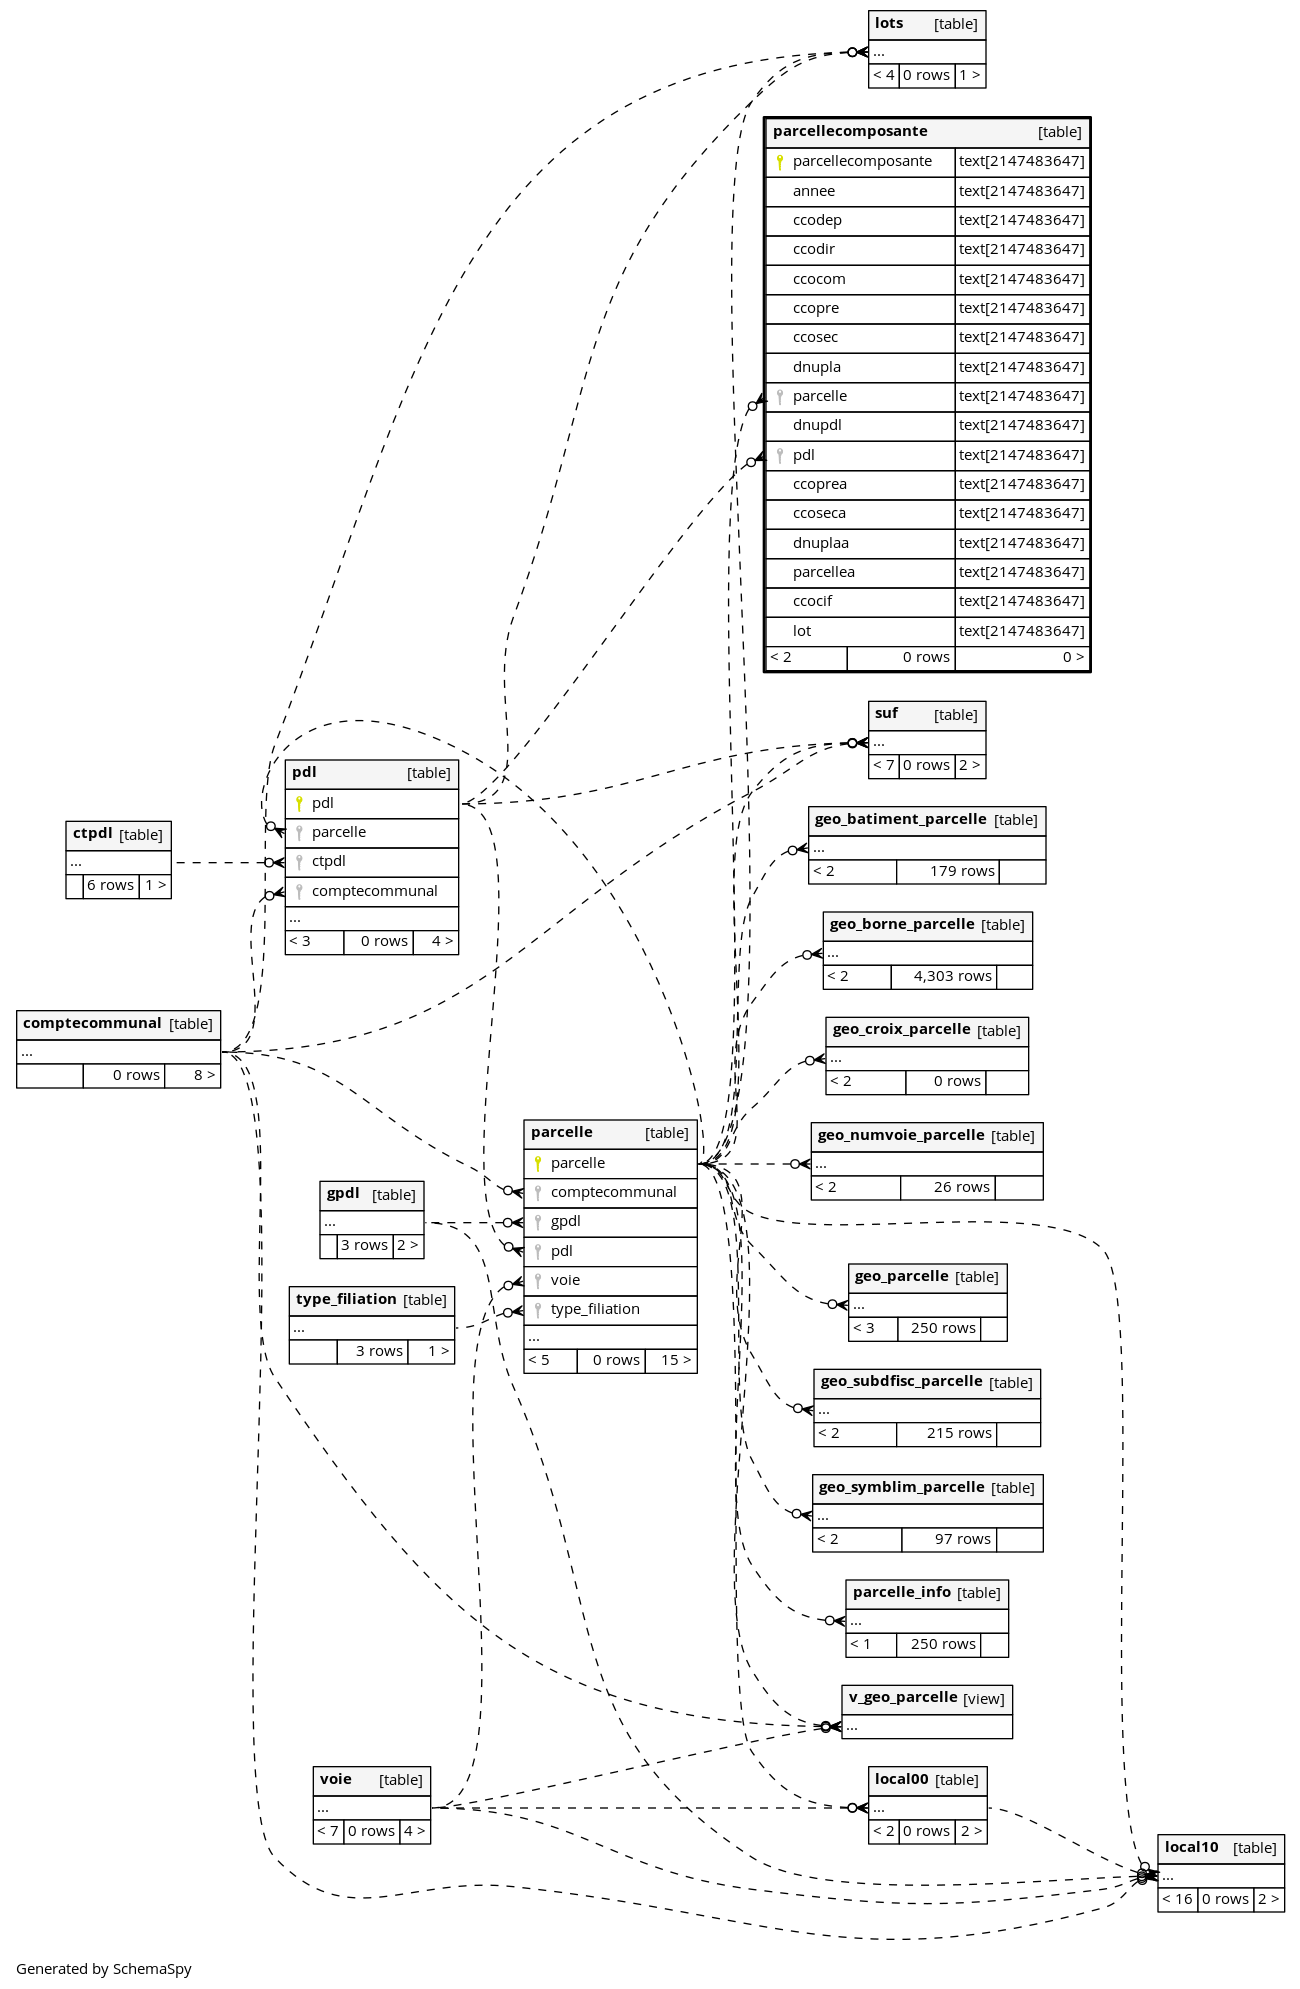 lots [table]
...
< 4 0 rows 1 >
parcellecomposante [table]
parcellecomposante text[2147483647]
annee text[2147483647]
ccodep text[2147483647]
ccodir text[2147483647]
ccocom text[2147483647]
ccopre text[2147483647]
ccosec text[2147483647]
dnupla text[2147483647]
parcelle text[2147483647]
dnupdl text[2147483647]
pdl text[2147483647]
ccoprea text[2147483647]
ccoseca text[2147483647]
dnuplaa text[2147483647]
parcellea text[2147483647]
ccocif text[2147483647]
lot text[2147483647]
< 2 0 rows 0 >
suf [table]
...
< 7 0 rows 2 >
pdl [table]
pdl
parcelle
ctpdl
comptecommunal
...
< 3 0 rows 4 >
ctpdl [table]
...
6 rows 1 >
geo_batiment_parcelle [table]
...
< 2 179 rows
geo_borne_parcelle [table]
...
< 2 4,303 rows
comptecommunal [table]
...
0 rows 8 >
geo_croix_parcelle [table]
...
< 2 0 rows
parcelle [table]
parcelle
comptecommunal
gpdl
pdl
voie
type_filiation
...
< 5 0 rows 15 >
geo_numvoie_parcelle [table]
...
< 2 26 rows
gpdl [table]
...
3 rows 2 >
type_filiation [table]
...
3 rows 1 >
geo_parcelle [table]
...
< 3 250 rows
geo_subdfisc_parcelle [table]
...
< 2 215 rows
geo_symblim_parcelle [table]
...
< 2 97 rows
parcelle_info [table]
...
< 1 250 rows
v_geo_parcelle [view]
...
voie [table]
...
< 7 0 rows 4 >
local00 [table]
...
< 2 0 rows 2 >
local10 [table]
...
< 16 0 rows 2 >
Generated by SchemaSpy